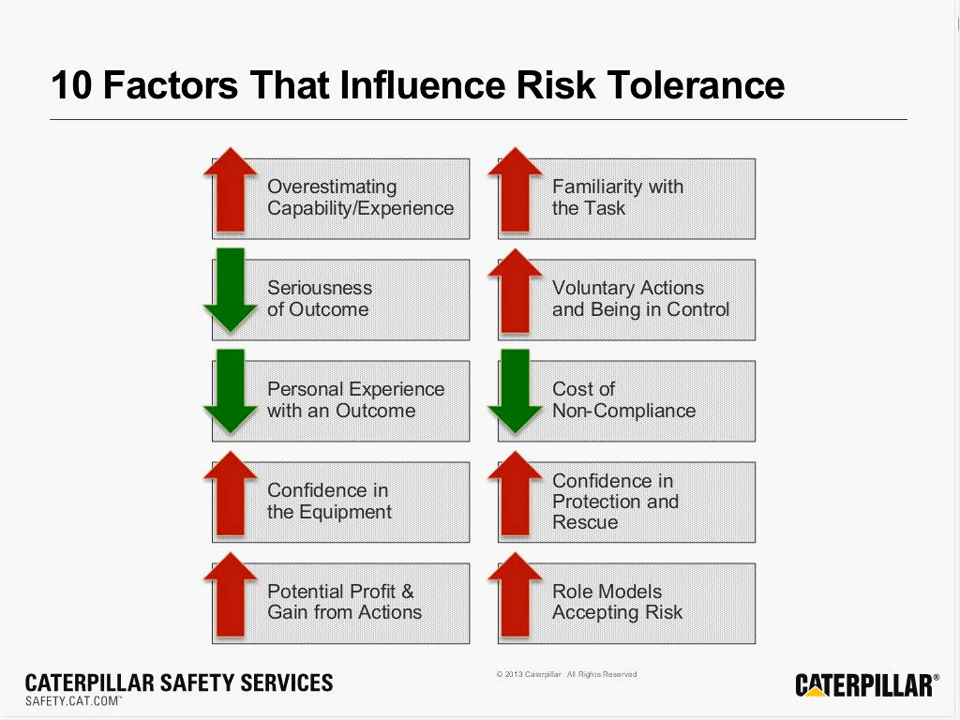 10 Factors That Influence Risk Tolerance
Overestimating
Capability/Experience
Familiarity with
the Task
Seriousness
of Outcome
Voluntary Actions
and Being in Control
Personal Experience
with an Outcome
Cost of
Non-Compliance
Confidence in
the Equipment
Confidence in
Protection and
Rescue
Potential Profit &
Gain from Actions
Role Models
Accepting Risk
CATERPILLAR SAFETY SERVICES
SAFETY.CAT.COM™
© 2013 Caterpillar All Rights Reserved
CATERPILLAR®